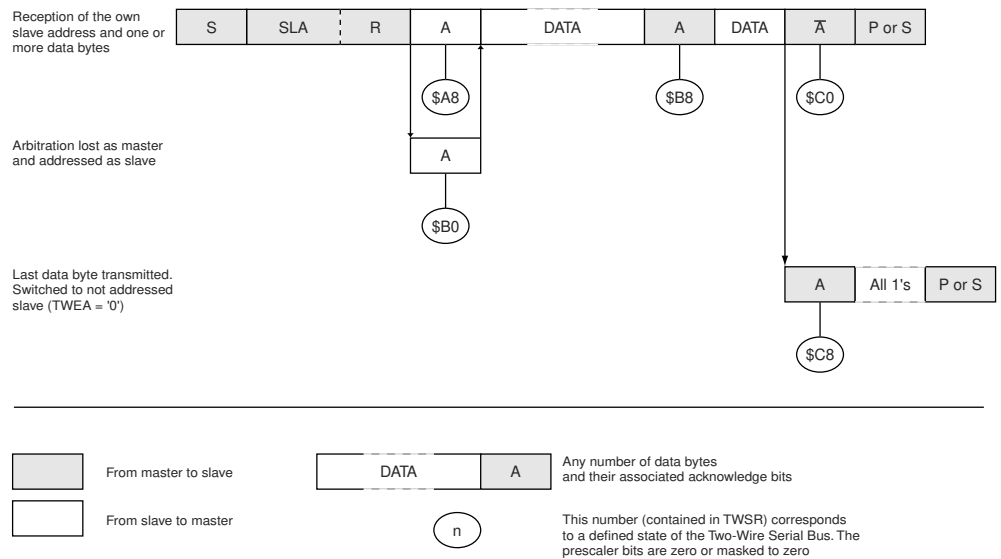 Reception of the own
slave address and one or
more data bytes
S SLA R A DATA A DATA A̅ P or S
$A8 $B8 $C0
Arbitration lost as master
and addressed as slave
A
$B0
Last data byte transmitted.
Switched to not addressed
slave (TWEA = '0')
A All 1's P or S
$C8
From master to slave
DATA A
Any number of data bytes
and their associated acknowledge bits
From slave to master
n
This number (contained in TWSR) corresponds
to a defined state of the Two-Wire Serial Bus. The
prescaler bits are zero or masked to zero